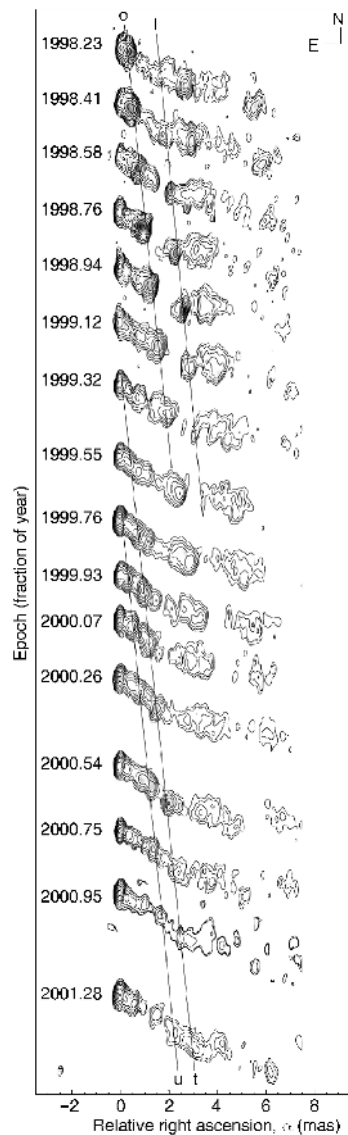 o l
N
E
1998.23
1998.41
1998.58
1998.76
1998.94
1999.12
1999.32
1999.55
1999.76
1999.93
2000.07
2000.26
2000.54
2000.75
2000.95
2001.28
Epoch (fraction of year)
u t
−2 0 2 4 6 8
Relative right ascension, α (mas)